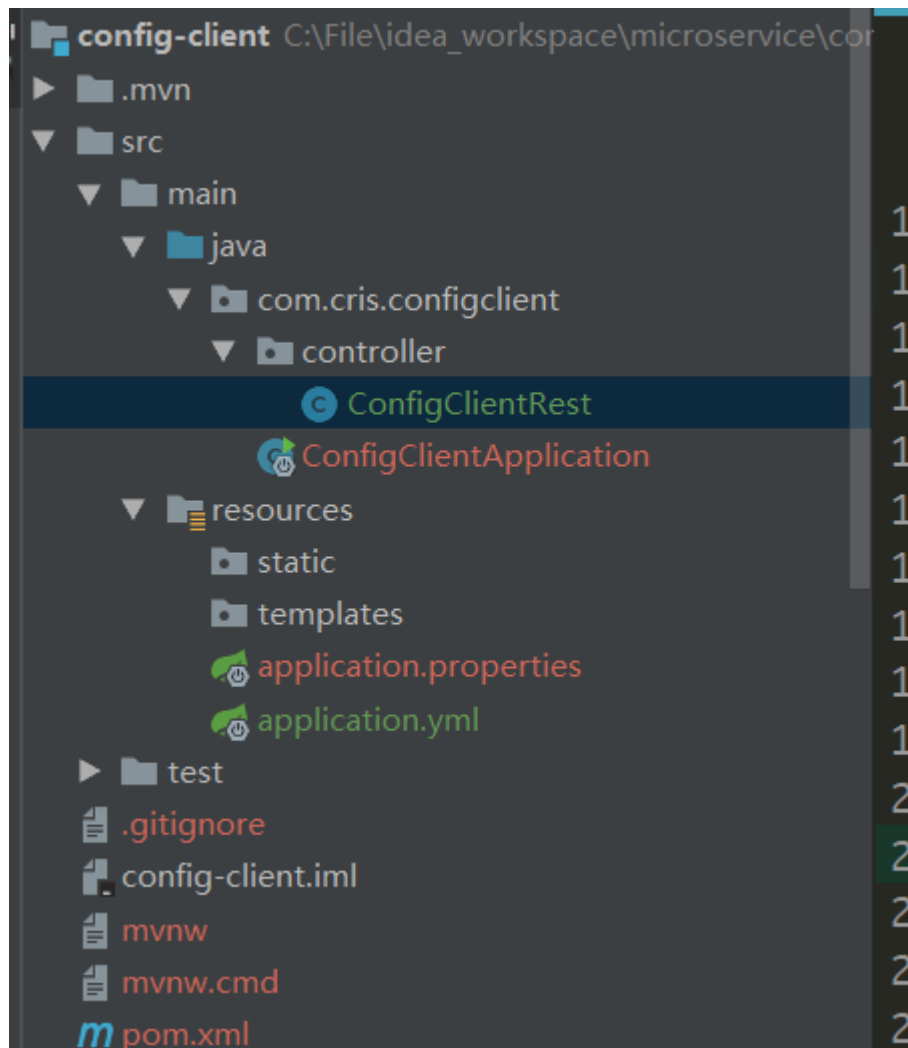 config-client C:\File\idea_workspace\microservice\cor
.mvn
src
main
java
com.cris.configclient
controller
ConfigClientRest
ConfigClientApplication
resources
static
templates
application.properties
application.yml
test
.gitignore
config-client.iml
mvnw
mvnw.cmd
pom.xml